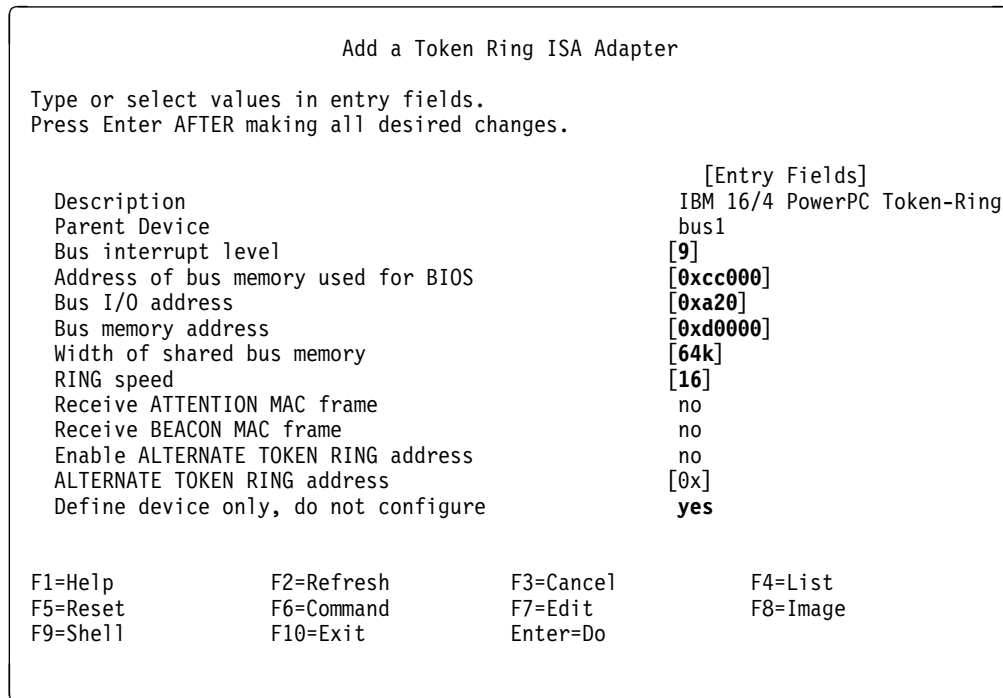 Add a Token Ring ISA Adapter
Type or select values in entry fields.
Press Enter AFTER making all desired changes.
[Entry Fields]
Description IBM 16/4 PowerPC Token-Ring
Parent Device bus1
Bus interrupt level [9]
Address of bus memory used for BIOS [0xcc000]
Bus I/O address [0xa20]
Bus memory address [0xd0000]
Width of shared bus memory [64k]
RING speed [16]
Receive ATTENTION MAC frame no
Receive BEACON MAC frame no
Enable ALTERNATE TOKEN RING address no
ALTERNATE TOKEN RING address [0x]
Define device only, do not configure yes
F1=Help F2=Refresh F3=Cancel F4=List
F5=Reset F6=Command F7=Edit F8=Image
F9=Shell F10=Exit Enter=Do